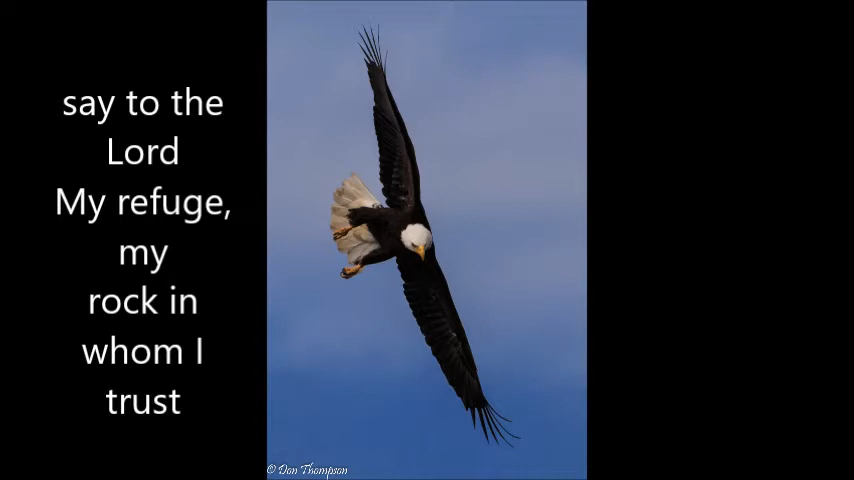 say to the
Lord
My refuge,
my
rock in
whom I
trust
© Don Thompson